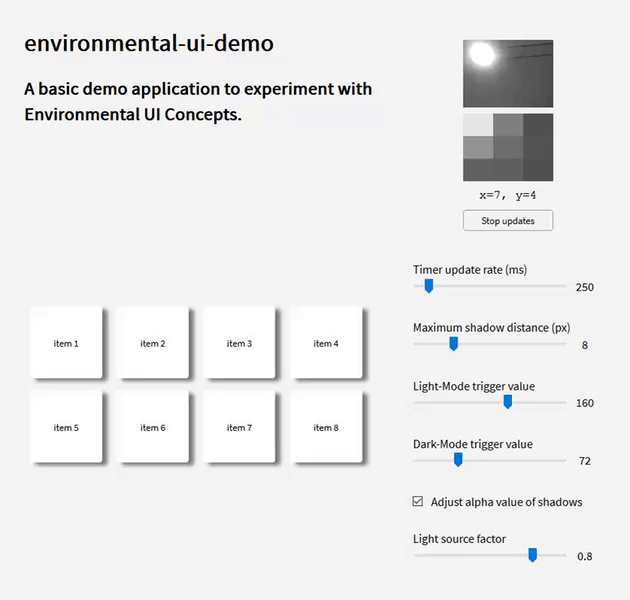 environmental-ui-demo
A basic demo application to experiment with
Environmental UI Concepts.
x=7, y=4
Stop updates
Timer update rate (ms)
250
Maximum shadow distance (px)
8
Light-Mode trigger value
160
Dark-Mode trigger value
72
Adjust alpha value of shadows
Light source factor
0.8
item 1 item 2 item 3 item 4
item 5 item 6 item 7 item 8